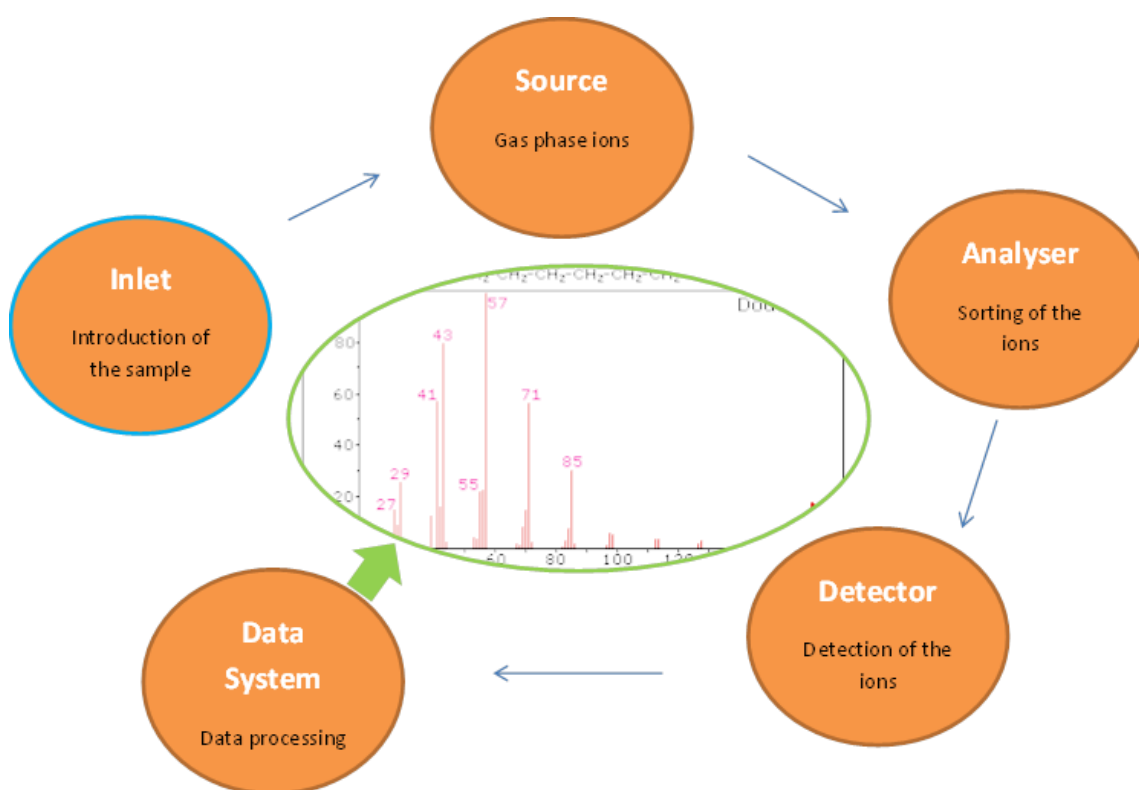 Source
Gas phase ions
Inlet
Introduction of
the sample
Analyser
Sorting of the
ions
-CH₂-CH₂-CH₂-CH₂-
57
43
80
60
41
71
40
85
29
55
20
27
60
80
100
Detector
Detection of the
ions
Data
System
Data processing